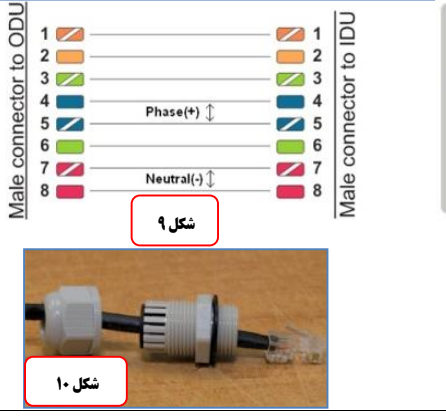 Male connector to ODU
1 1
2 2
3 3
4 4
Phase(+)
5 5
6 6
7 7
Neutral(-)
8 8
Male connector to IDU
شکل ۹
شکل ۱۰